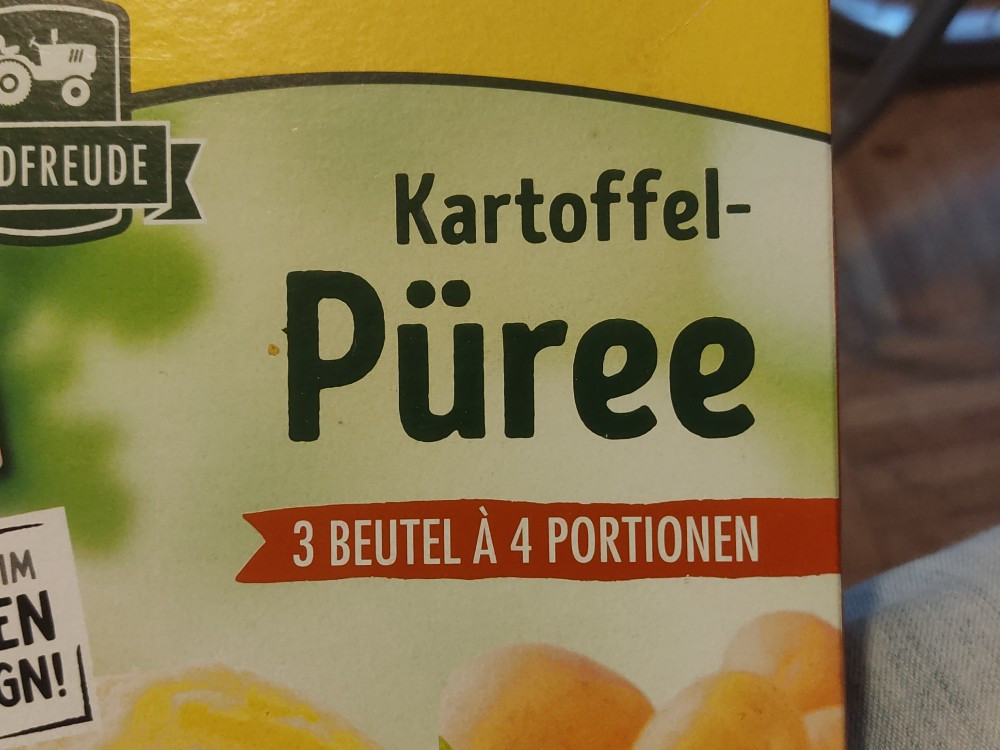 DFREUDE
Kartoffel-
Püree
3 BEUTEL À 4 PORTIONEN
IM
EN
GN!